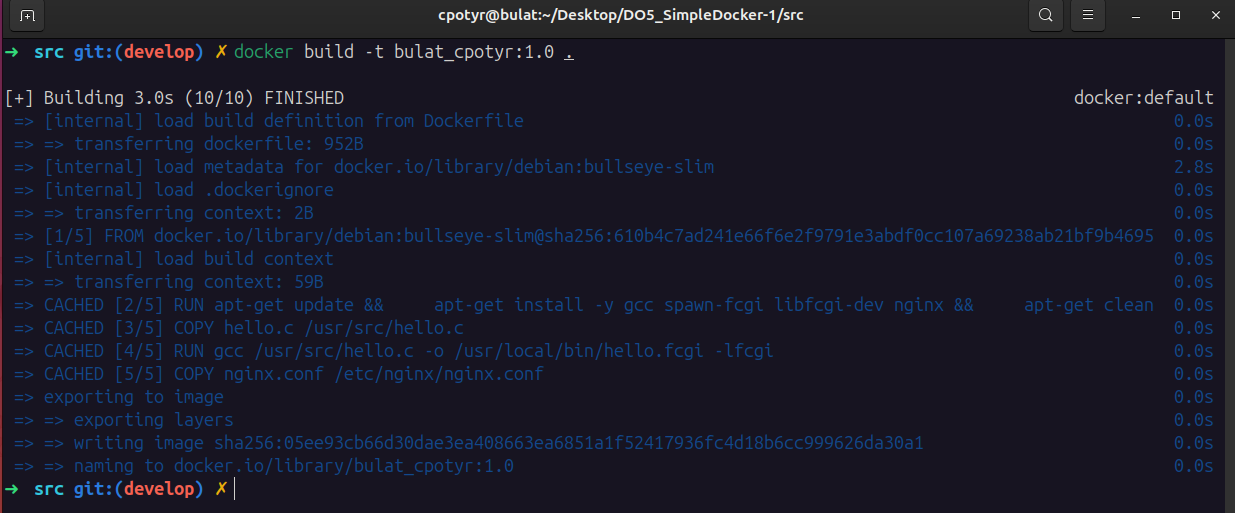 cpotyr@bulat:~/Desktop/DO5_SimpleDocker-1/src
➜ src git:(develop) ✗ docker build -t bulat_cpotyr:1.0 .
[+] Building 3.0s (10/10) FINISHED docker:default
=> [internal] load build definition from Dockerfile 0.0s
=> => transferring dockerfile: 952B 0.0s
=> [internal] load metadata for docker.io/library/debian:bullseye-slim 2.8s
=> [internal] load .dockerignore 0.0s
=> => transferring context: 2B 0.0s
=> [1/5] FROM docker.io/library/debian:bullseye-slim@sha256:610b4c7ad241e66f6e2f9791e3abdf0cc107a69238ab21bf9b4695 0.0s
=> [internal] load build context 0.0s
=> => transferring context: 59B 0.0s
=> CACHED [2/5] RUN apt-get update &&     apt-get install -y gcc spawn-fcgi libfcgi-dev nginx &&     apt-get clean 0.0s
=> CACHED [3/5] COPY hello.c /usr/src/hello.c 0.0s
=> CACHED [4/5] RUN gcc /usr/src/hello.c -o /usr/local/bin/hello.fcgi -lfcgi 0.0s
=> CACHED [5/5] COPY nginx.conf /etc/nginx/nginx.conf 0.0s
=> exporting to image 0.0s
=> => exporting layers 0.0s
=> => writing image sha256:05ee93cb66d30dae3ea408663ea6851a1f52417936fc4d18b6cc999626da30a1 0.0s
=> => naming to docker.io/library/bulat_cpotyr:1.0 0.0s
➜ src git:(develop) ✗